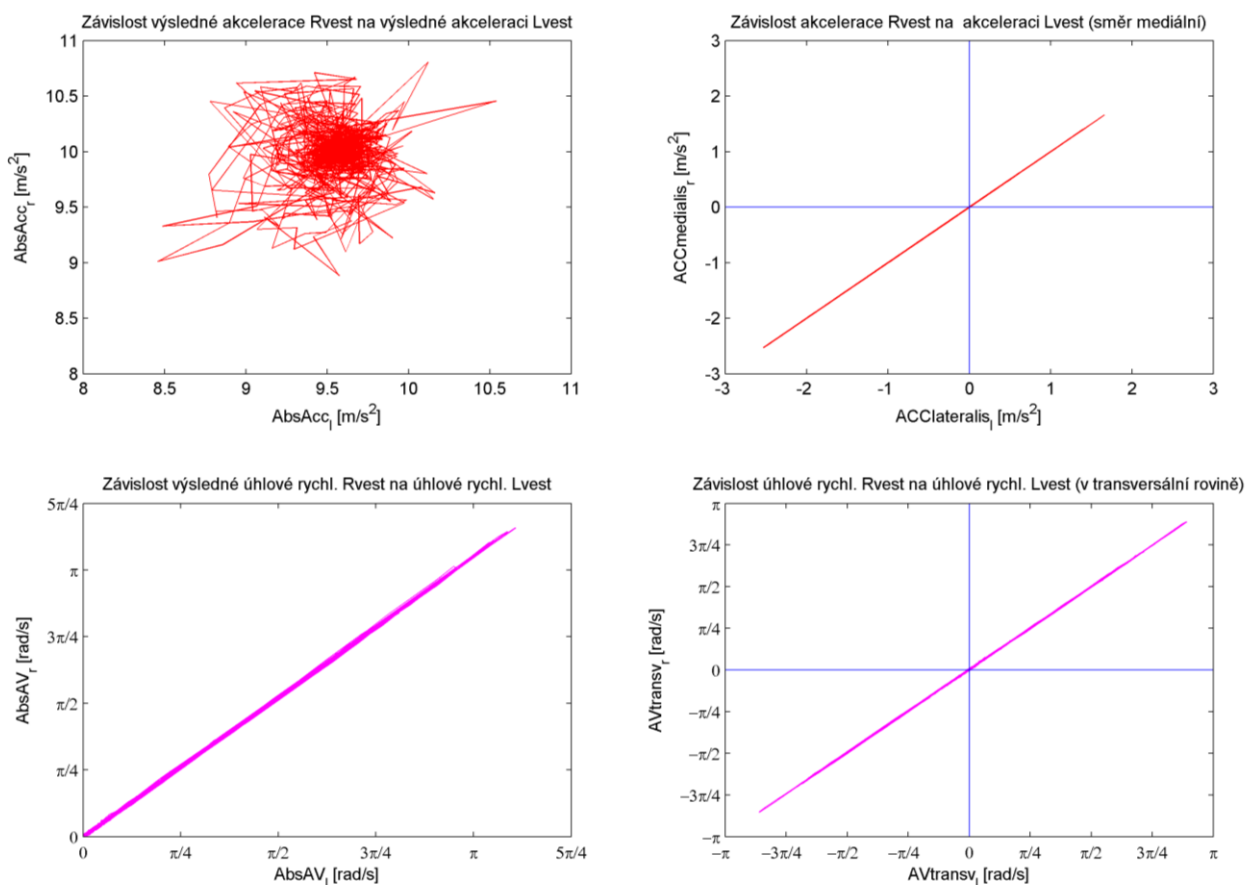 Závislost výsledné akcelerace Rvest na výsledné akceleraci Lvest
11
10.5
10
9.5
9
8.5
8
AbsAcc_r [m/s^2]
8 8.5 9 9.5 10 10.5 11
AbsAcc_l [m/s^2]
Závislost akcelerace Rvest na akceleraci Lvest (směr mediální)
3
2
1
0
-1
-2
-3
ACCmedialis_r [m/s^2]
-3 -2 -1 0 1 2 3
ACClateralis_l [m/s^2]
Závislost výsledné úhlové rychl. Rvest na úhlové rychl. Lvest
5π/4
π
3π/4
π/2
π/4
0
AbsAV_r [rad/s]
0 π/4 π/2 3π/4 π 5π/4
AbsAV_l [rad/s]
Závislost úhlové rychl. Rvest na úhlové rychl. Lvest (v transversální rovině)
π
3π/4
π/2
π/4
0
−π/4
−π/2
−3π/4
−π
AVtransv_r [rad/s]
−π −3π/4 −π/2 −π/4 0 π/4 π/2 3π/4 π
AVtransv_l [rad/s]